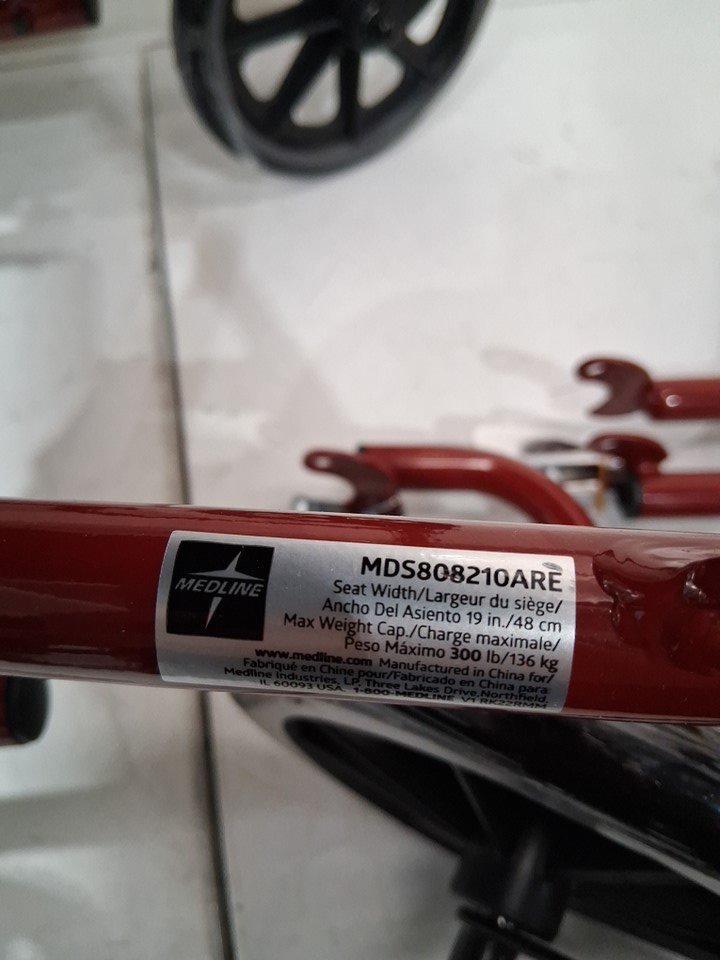 MEDLINE
MDS808210ARE
Seat Width/Largeur du siège/
Ancho Del Asiento 19 in./48 cm
Max Weight Cap./Charge maximale/
Peso Máximo 300 lb/136 kg
www.medline.com Manufactured in China for/
Fabriqué en Chine pour/Fabricado en China para:
Medline Industries, LP, Three Lakes Drive, Northfield,
IL 60093 USA. 1-800-MEDLINE V1 RK22RMM